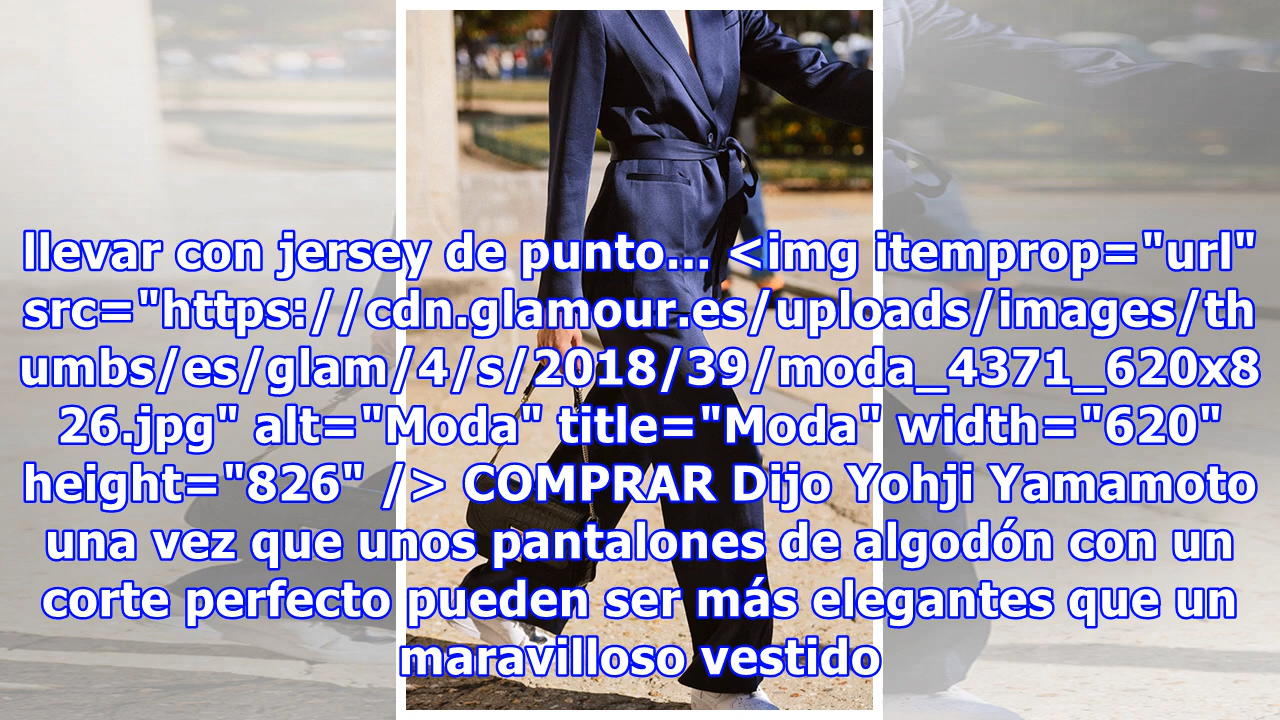 llevar con jersey de punto... <img itemprop="url"
src="https://cdn.glamour.es/uploads/images/th
umbs/es/glam/4/s/2018/39/moda_4371_620x8
26.jpg" alt="Moda" title="Moda" width="620"
height="826" /> COMPRAR Dijo Yohji Yamamoto
una vez que unos pantalones de algodón con un
corte perfecto pueden ser más elegantes que un
maravilloso vestido